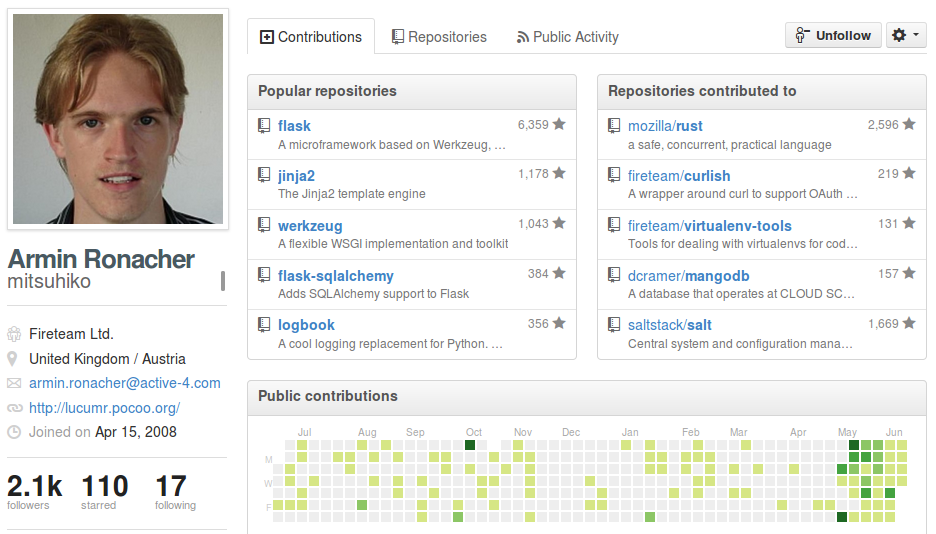 Contributions
Repositories
Public Activity
Unfollow
Armin Ronacher
mitsuhiko
Fireteam Ltd.
United Kingdom / Austria
armin.ronacher@active-4.com
http://lucumr.pocoo.org/
Joined on Apr 15, 2008
2.1k 110 17
followers starred following
Popular repositories
flask 6,359
A microframework based on Werkzeug, …
jinja2 1,178
The Jinja2 template engine
werkzeug 1,043
A flexible WSGI implementation and toolkit
flask-sqlalchemy 384
Adds SQLAlchemy support to Flask
logbook 356
A cool logging replacement for Python. …
Repositories contributed to
mozilla/rust 2,596
a safe, concurrent, practical language
fireteam/curlish 219
A wrapper around curl to support OAuth …
fireteam/virtualenv-tools 131
Tools for dealing with virtualenvs for cod…
dcramer/mangodb 157
A database that operates at CLOUD SC…
saltstack/salt 1,669
Central system and configuration mana…
Public contributions
Jul Aug Sep Oct Nov Dec Jan Feb Mar Apr May Jun
M
W
F